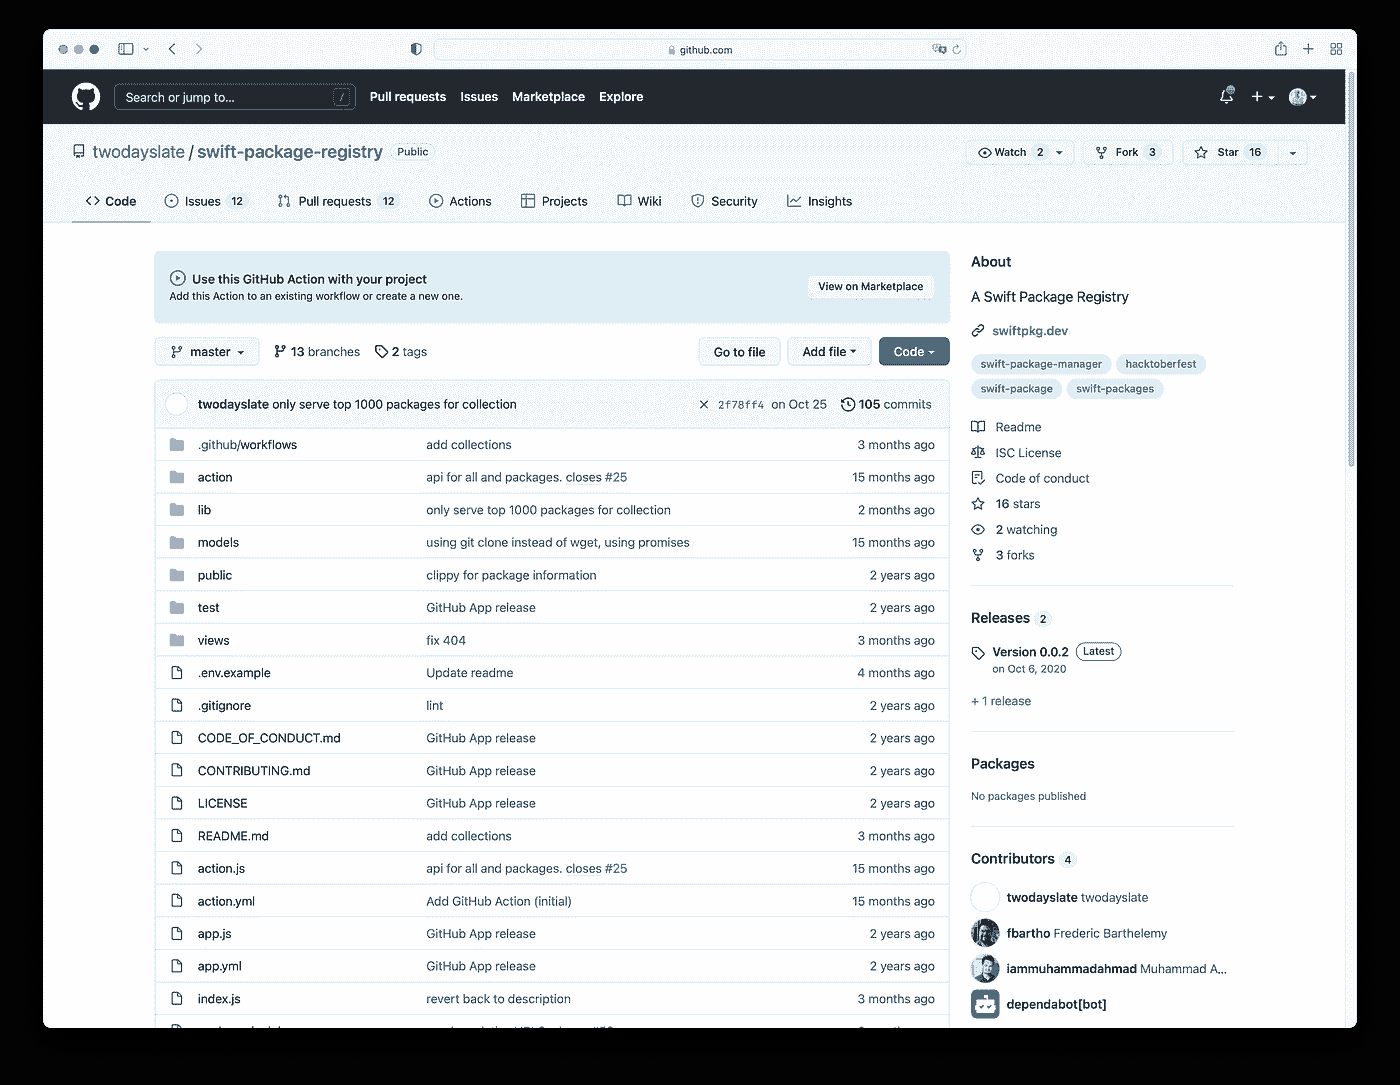 github.com
Search or jump to... /
Pull requests Issues Marketplace Explore
twodayslate / swift-package-registry Public
Watch 2 Fork 3 Star 16
Code Issues 12 Pull requests 12 Actions Projects Wiki Security Insights
Use this GitHub Action with your project
Add this Action to an existing workflow or create a new one.
View on Marketplace
master 13 branches 2 tags Go to file Add file Code
twodayslate only serve top 1000 packages for collection 2f78ff4 on Oct 25 105 commits
.github/workflows add collections 3 months ago
action api for all and packages. closes #25 15 months ago
lib only serve top 1000 packages for collection 2 months ago
models using git clone instead of wget, using promises 15 months ago
public clippy for package information 2 years ago
test GitHub App release 2 years ago
views fix 404 3 months ago
.env.example Update readme 4 months ago
.gitignore lint 2 years ago
CODE_OF_CONDUCT.md GitHub App release 2 years ago
CONTRIBUTING.md GitHub App release 2 years ago
LICENSE GitHub App release 2 years ago
README.md add collections 3 months ago
action.js api for all and packages. closes #25 15 months ago
action.yml Add GitHub Action (initial) 15 months ago
app.js GitHub App release 2 years ago
app.yml GitHub App release 2 years ago
index.js revert back to description 3 months ago
About
A Swift Package Registry
swiftpkg.dev
swift-package-manager hacktoberfest
swift-package swift-packages
Readme
ISC License
Code of conduct
16 stars
2 watching
3 forks
Releases 2
Version 0.0.2 Latest
on Oct 6, 2020
+ 1 release
Packages
No packages published
Contributors 4
twodayslate twodayslate
fbartho Frederic Barthelemy
iammuhammadahmad Muhammad A...
dependabot[bot]